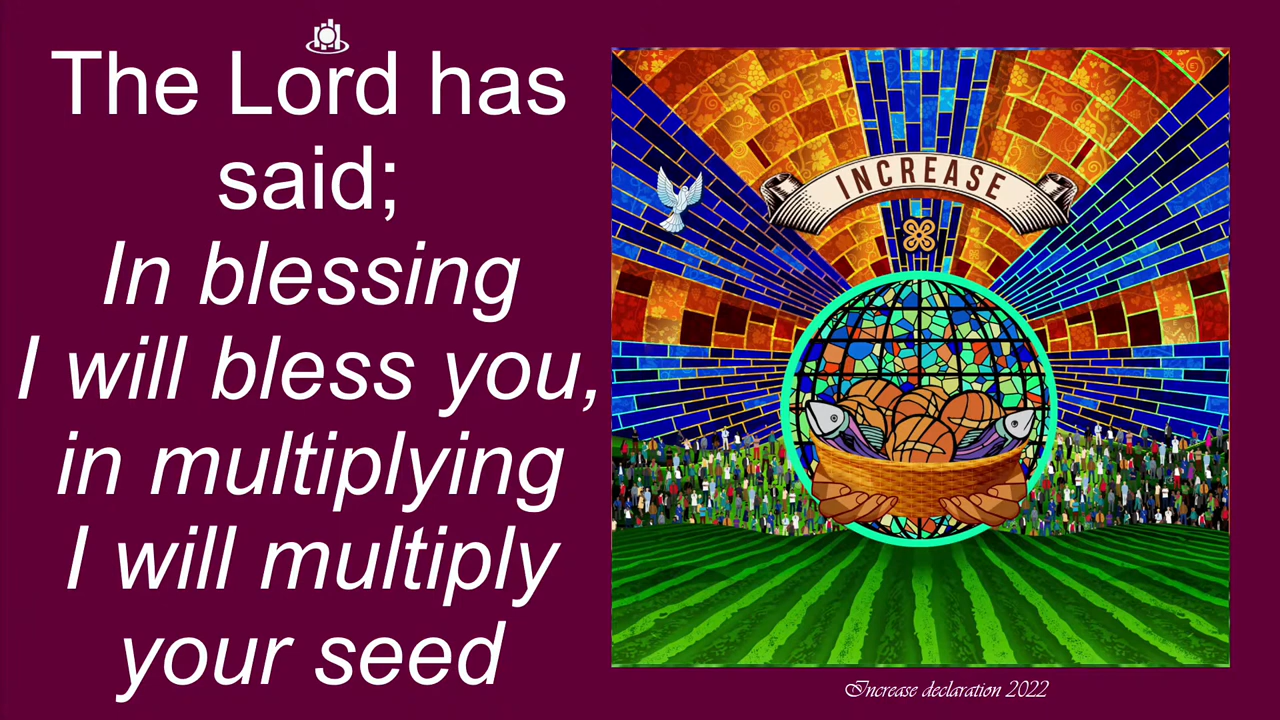 The Lord has
said;
In blessing
I will bless you,
in multiplying
I will multiply
your seed
INCREASE
Increase declaration 2022